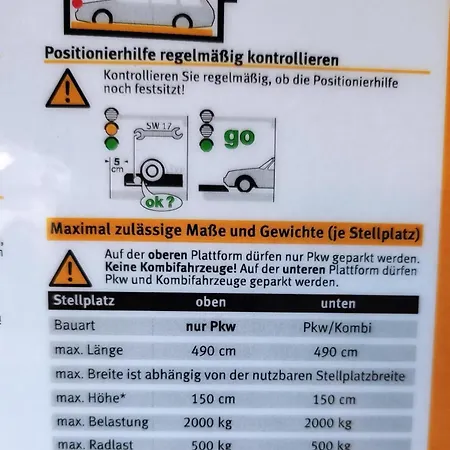 Positionierhilfe regelmäßig kontrollieren
Kontrollieren Sie regelmäßig, ob die Positionierhilfe
noch festsitzt!
SW 17
go
5
cm
ok?
Maximal zulässige Maße und Gewichte (je Stellplatz)
Auf der oberen Plattform dürfen nur Pkw geparkt werden.
Keine Kombifahrzeuge! Auf der unteren Plattform dürfen
Pkw und Kombifahrzeuge geparkt werden.
Stellplatz oben unten
Bauart nur Pkw Pkw/Kombi
max. Länge 490 cm 490 cm
max. Breite ist abhängig von der nutzbaren Stellplatzbreite
max. Höhe* 150 cm 150 cm
max. Belastung 2000 kg 2000 kg
max. Radlast 500 kg 500 kg